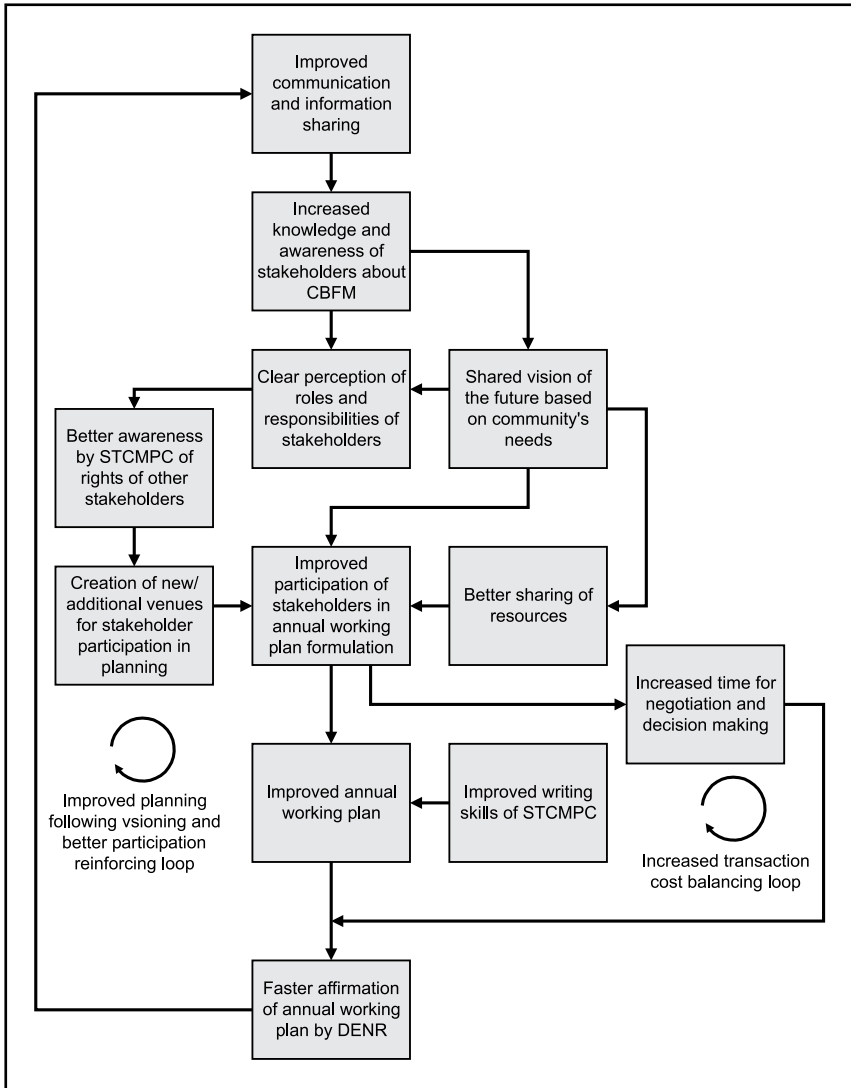 Improved
communication
and information
sharing
Increased
knowledge and
awareness of
stakeholders about
CBFM
Clear perception of
roles and
responsibilities of
stakeholders
Shared vision of
the future based
on community's
needs
Better awareness
by STCMPC of
rights of other
stakeholders
Creation of new/
additional venues
for stakeholder
participation in
planning
Improved
participation of
stakeholders in
annual working
plan formulation
Better sharing of
resources
Increased time for
negotiation and
decision making
Improved planning
following vsioning and
better participation
reinforcing loop
Improved annual
working plan
Improved writing
skills of STCMPC
Increased transaction
cost balancing loop
Faster affirmation
of annual working
plan by DENR